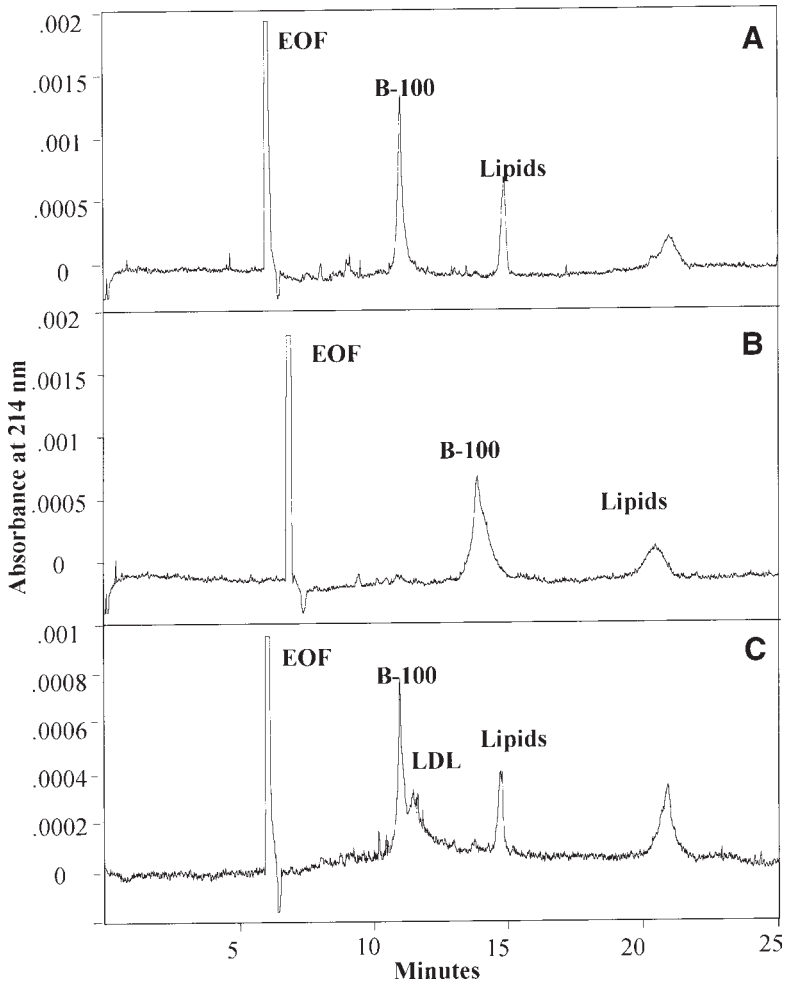 .002
EOF
A
.0015
B-100
.001
Lipids
.0005
0
.002
EOF
B
.0015
.001
B-100
.0005
Lipids
0
Absorbance at 214 nm
.001
EOF
C
.0008
B-100
.0006
LDL
Lipids
.0004
.0002
0
5 10 15 20 25
Minutes